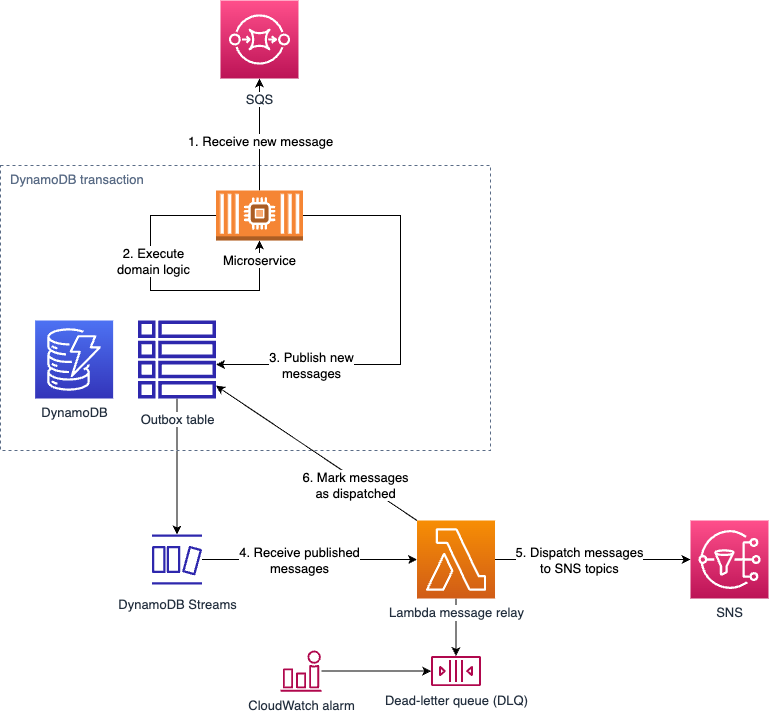 SQS
1. Receive new message
DynamoDB transaction
2. Execute
domain logic
Microservice
3. Publish new
messages
DynamoDB
Outbox table
6. Mark messages
as dispatched
4. Receive published
messages
5. Dispatch messages
to SNS topics
DynamoDB Streams
Lambda message relay
SNS
CloudWatch alarm
Dead-letter queue (DLQ)